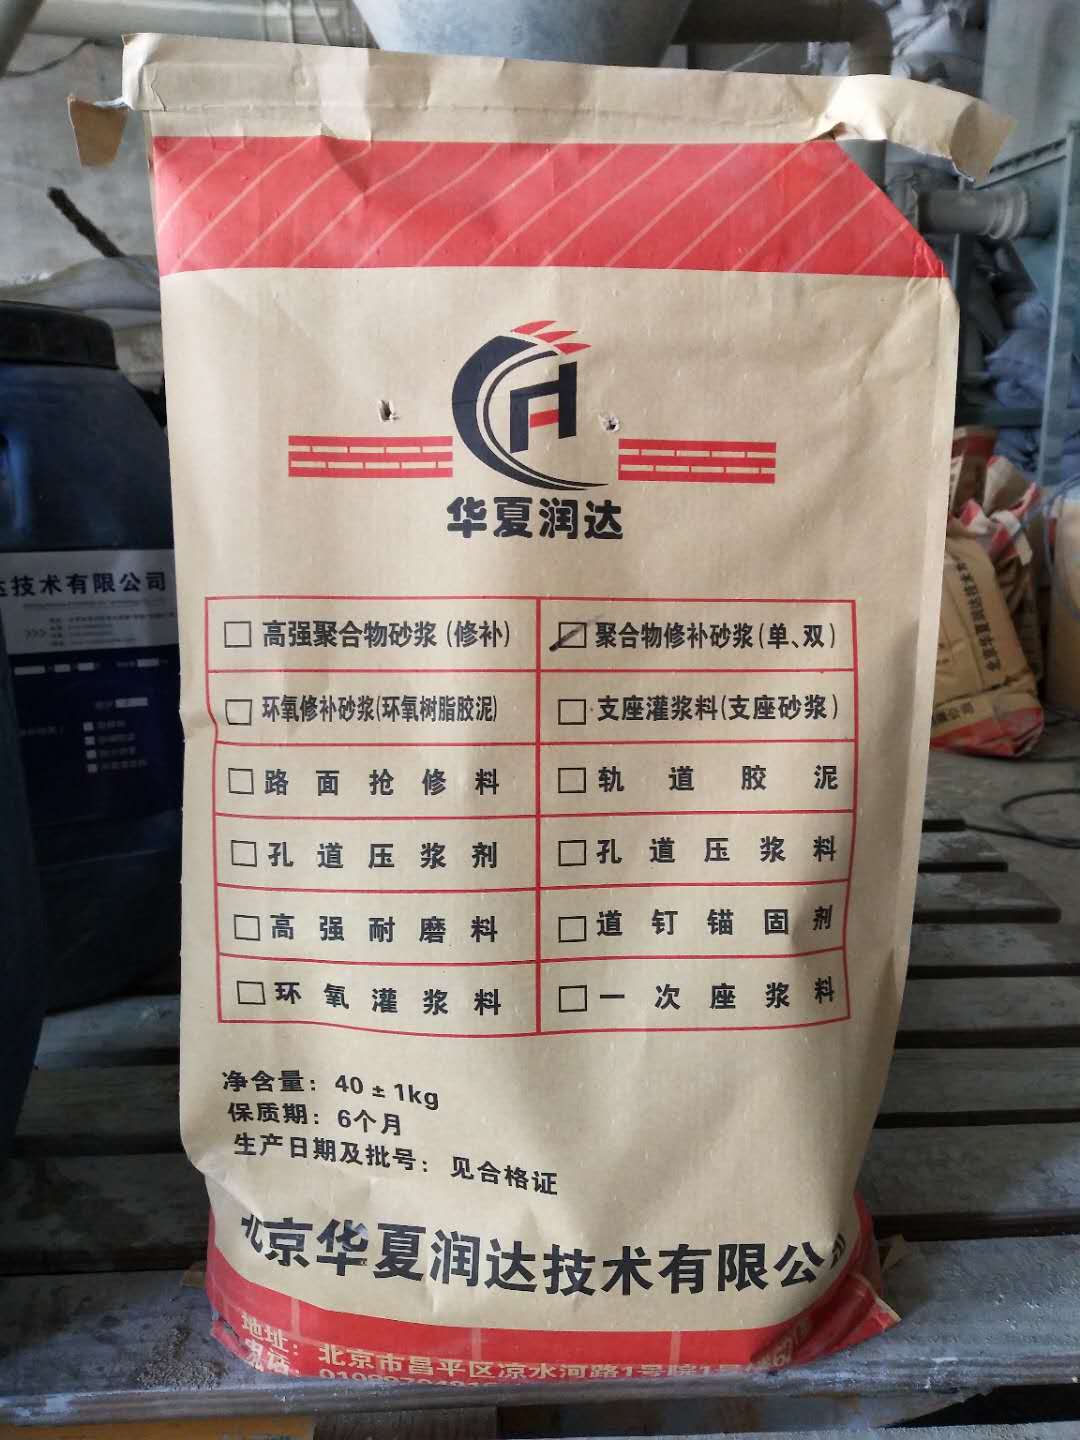 华夏润达
□ 高强聚合物砂浆(修补)
☑ 聚合物修补砂浆(单、双)
□ 环氧修补砂浆(环氧树脂胶泥)
□ 支座灌浆料(支座砂浆)
□ 路面抢修料
□ 轨道胶泥
□ 孔道压浆剂
□ 孔道压浆料
□ 高强耐磨料
□ 道钉锚固剂
□ 环氧灌浆料
□ 一次座浆料
净含量：40±1kg
保质期：6个月
生产日期及批号：见合格证
北京华夏润达技术有限公司
地址：北京市昌平区凉水河路1号院1号
电话：
达技术有限公司